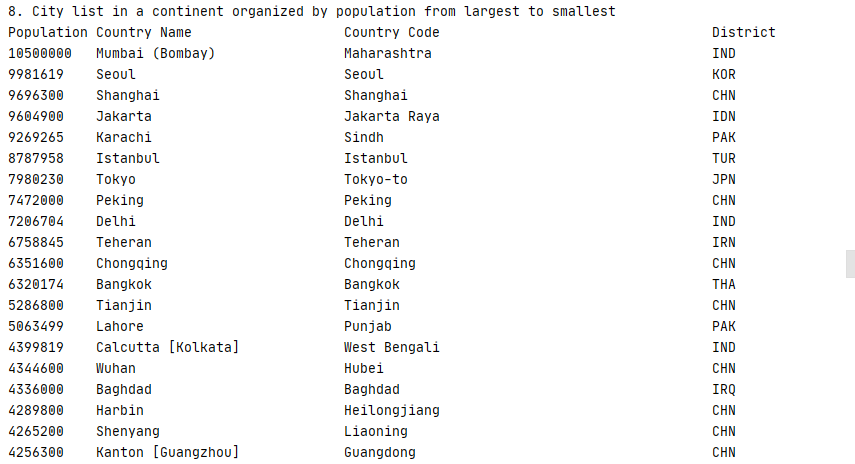 8. City list in a continent organized by population from largest to smallest
Population Country Name Country Code District
10500000 Mumbai (Bombay) Maharashtra IND
9981619 Seoul Seoul KOR
9696300 Shanghai Shanghai CHN
9604900 Jakarta Jakarta Raya IDN
9269265 Karachi Sindh PAK
8787958 Istanbul Istanbul TUR
7980230 Tokyo Tokyo-to JPN
7472000 Peking Peking CHN
7206704 Delhi Delhi IND
6758845 Teheran Teheran IRN
6351600 Chongqing Chongqing CHN
6320174 Bangkok Bangkok THA
5286800 Tianjin Tianjin CHN
5063499 Lahore Punjab PAK
4399819 Calcutta [Kolkata] West Bengali IND
4344600 Wuhan Hubei CHN
4336000 Baghdad Baghdad IRQ
4289800 Harbin Heilongjiang CHN
4265200 Shenyang Liaoning CHN
4256300 Kanton [Guangzhou] Guangdong CHN